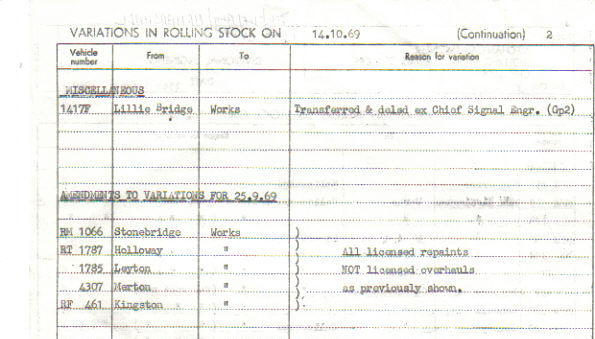 VARIATIONS IN ROLLING STOCK ON 14.10.69 (Continuation) 2
Vehicle number From To Reason for variation
MISCELLANEOUS
1417F Lillie Bridge Works Transferred & delsd ex Chief Signal Engr. (Gp2)
AMENDMENTS TO VARIATIONS FOR 25.9.69
RM 1066 Stonebridge Works )
RT 1787 Holloway " ) All licensed repaints
1785 Leyton " ) NOT licensed overhauls
4307 Merton " ) as previously shown.
RF 461 Kingston " )